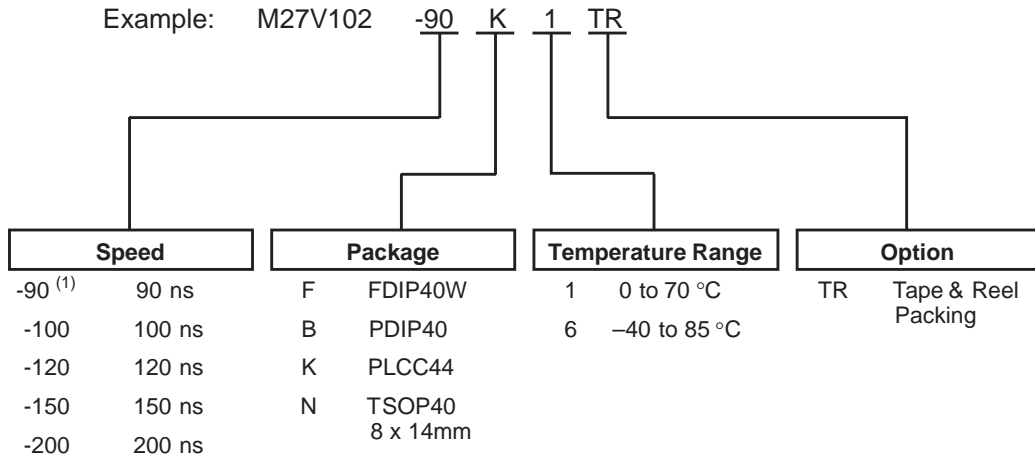 Example: M27V102 -90 K 1 TR
Speed Package Temperature Range Option
-90 (1) 90 ns F FDIP40W 1 0 to 70 °C TR Tape & Reel
Packing
-100 100 ns B PDIP40 6 –40 to 85 °C
-120 120 ns K PLCC44
-150 150 ns N TSOP40
8 x 14mm
-200 200 ns